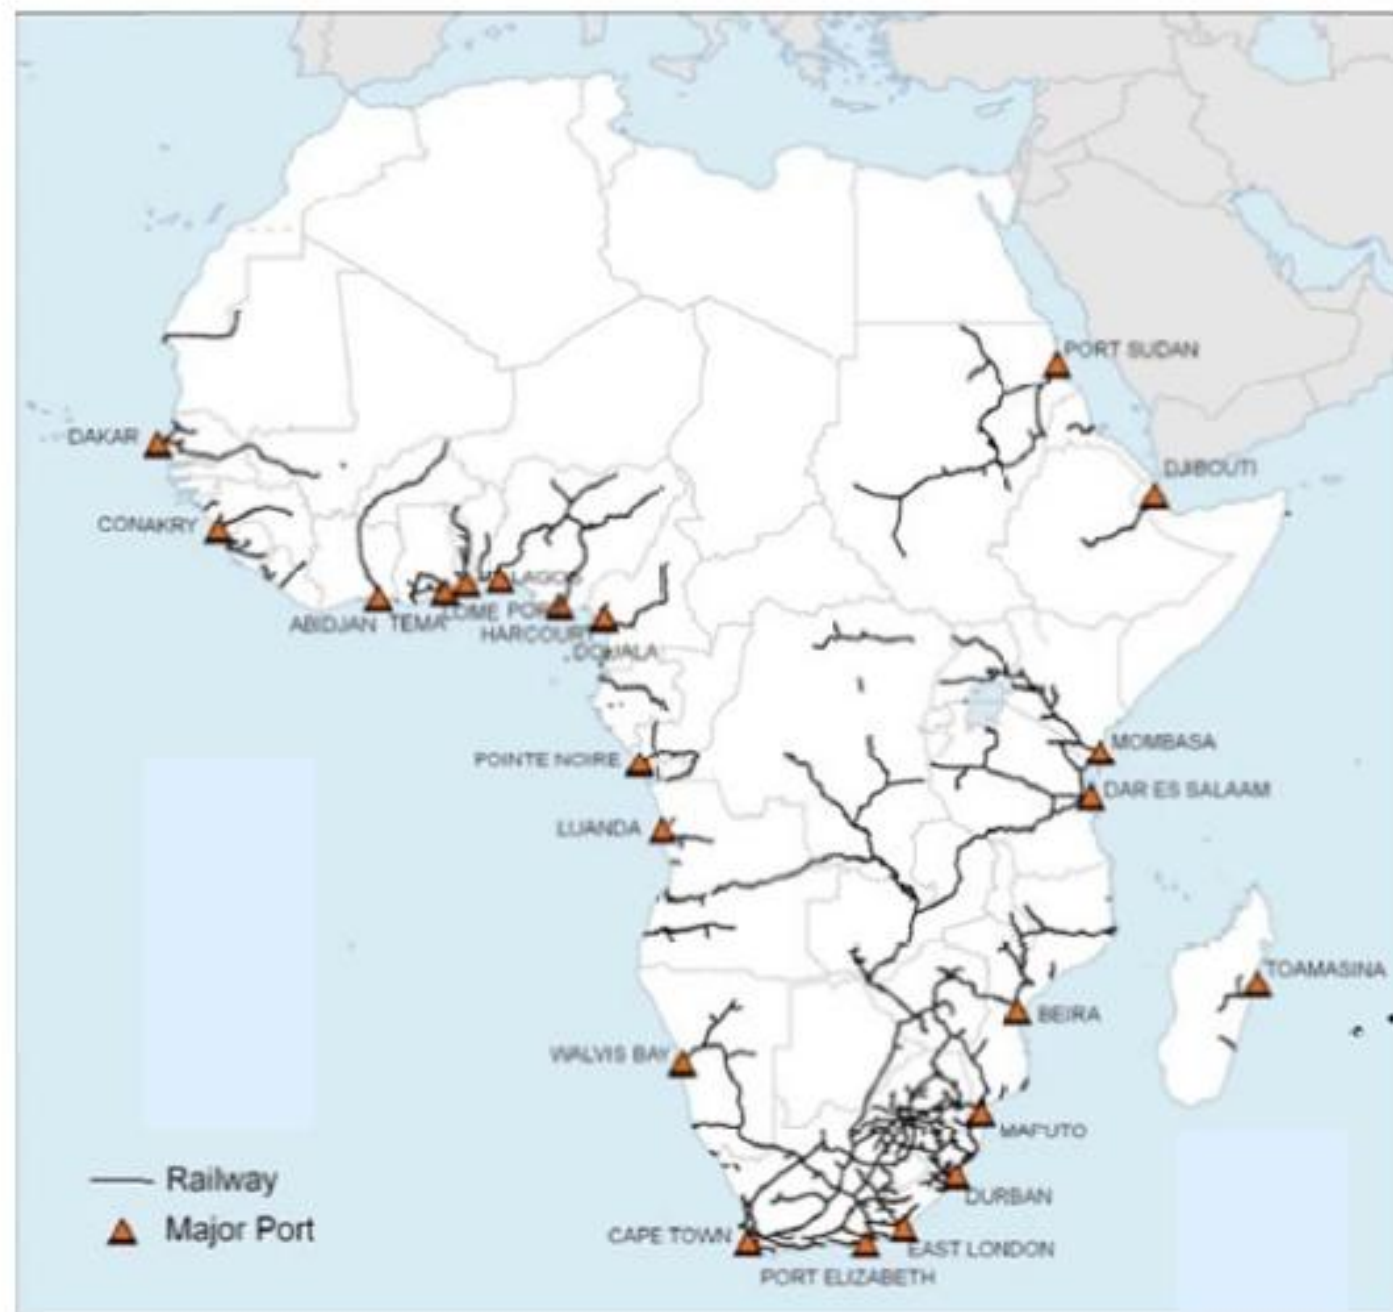 PORT SUDAN
DAKAR
DJIBOUTI
CONAKRY
LAGOS
ABIDJAN TEMA LOME PORT
HARCOURT
DOUALA
POINTE NOIRE
MOMBASA
DAR ES SALAAM
LUANDA
TOAMASINA
BEIRA
WALVIS BAY
MAPUTO
Railway
DURBAN
Major Port
CAPE TOWN
EAST LONDON
PORT ELIZABETH